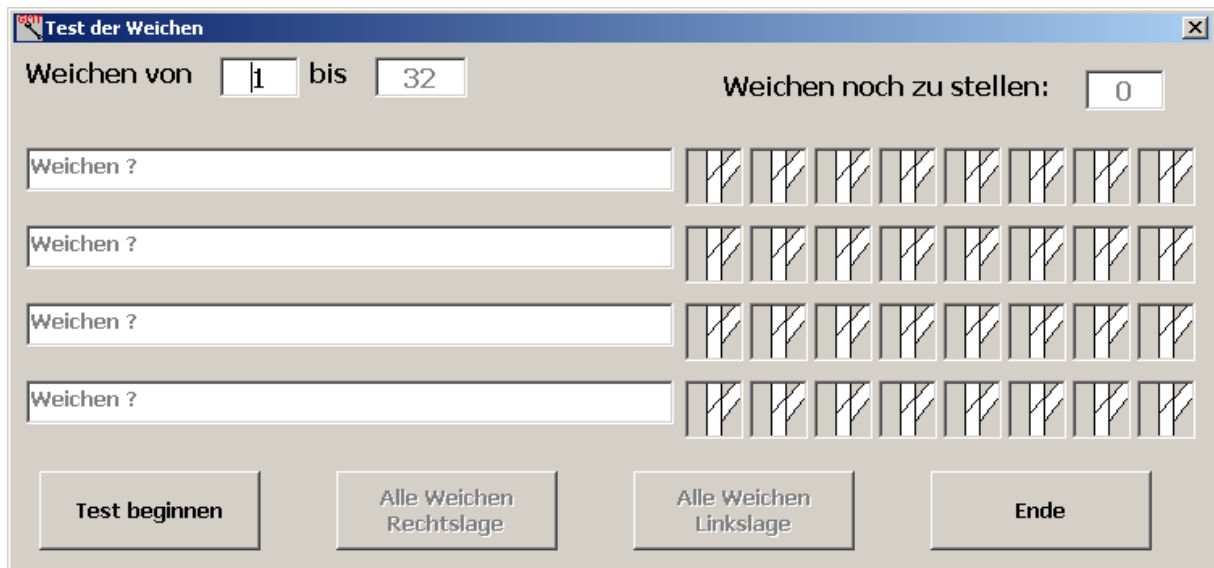 GMT
Test der Weichen
Weichen von 1 bis 32
Weichen noch zu stellen: 0
Weichen ?
Weichen ?
Weichen ?
Weichen ?
Test beginnen
Alle Weichen
Rechtslage
Alle Weichen
Linkslage
Ende